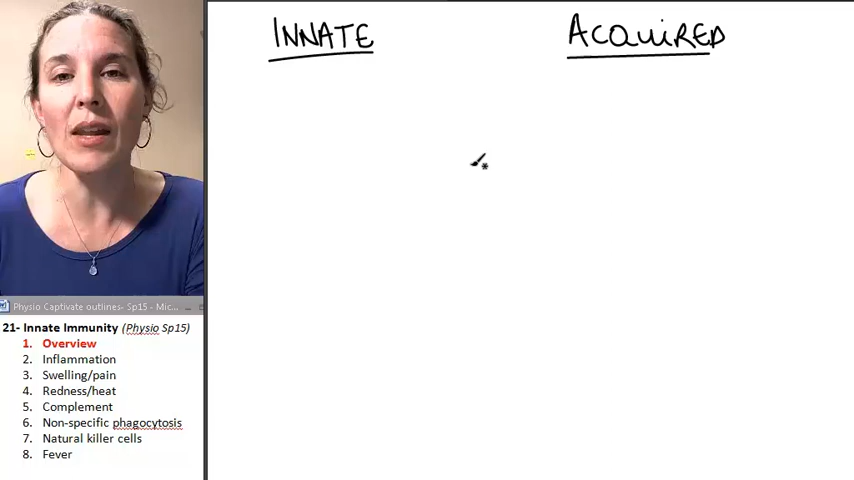 INNATE
ACQUIRED
Physio Captivate outlines- Sp15 - Mic...
21- Innate Immunity (Physio Sp15)
1. Overview
2. Inflammation
3. Swelling/pain
4. Redness/heat
5. Complement
6. Non-specific phagocytosis
7. Natural killer cells
8. Fever